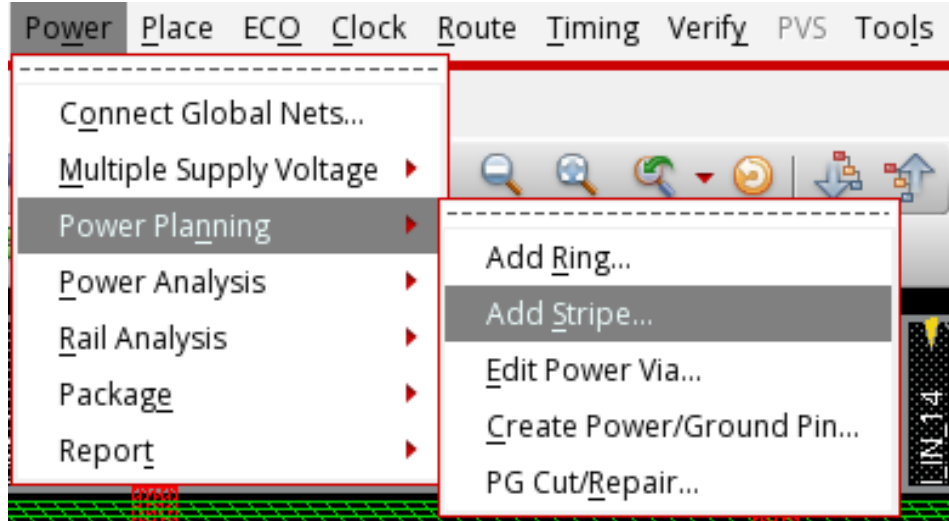 Power Place ECO Clock Route Timing Verify PVS Tools
Connect Global Nets...
Multiple Supply Voltage
Power Planning
Power Analysis
Rail Analysis
Package
Report
Add Ring...
Add Stripe...
Edit Power Via...
Create Power/Ground Pin...
PG Cut/Repair...
IN_14